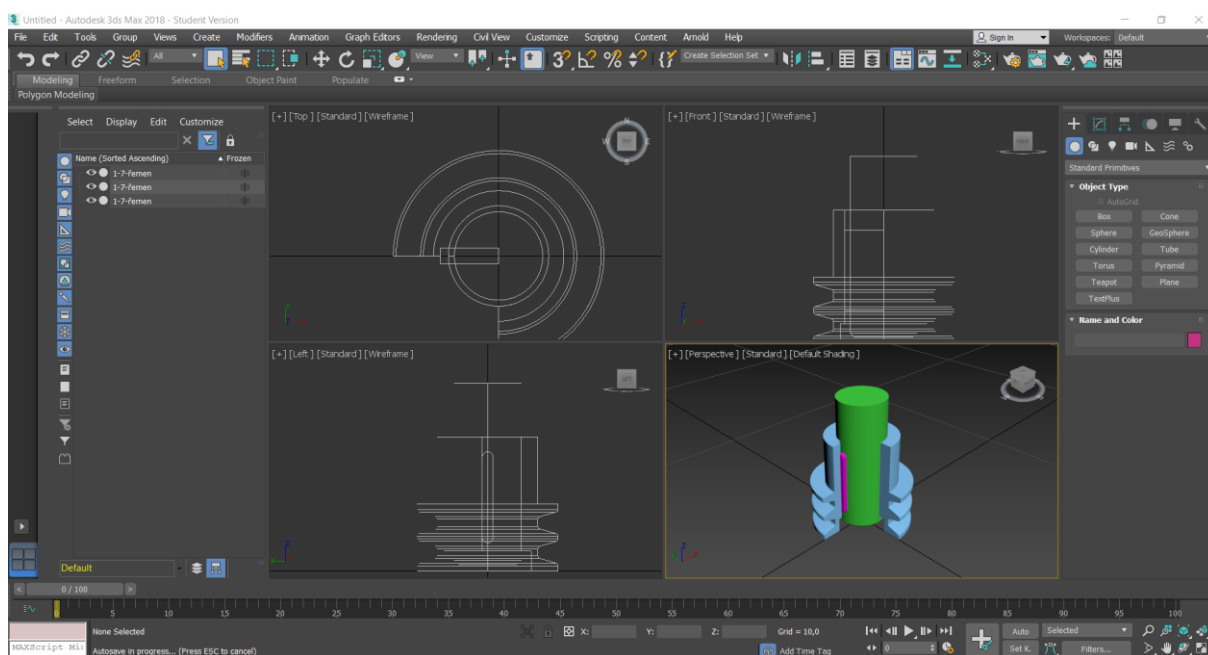 Untitled - Autodesk 3ds Max 2018 - Student Version
File Edit Tools Group Views Create Modifiers Animation Graph Editors Rendering Civil View Customize Scripting Content Arnold Help Sign In Workspaces: Default
All View Create Selection Set
Modeling Freeform Selection Object Paint Populate
Polygon Modeling
Select Display Edit Customize
Name (Sorted Ascending) Frozen
1-7-femen
1-7-femen
1-7-femen
Default
[+] [Top ] [Standard ] [Wireframe ]
[+] [Front ] [Standard ] [Wireframe ]
[+] [Left ] [Standard ] [Wireframe ]
[+] [Perspective ] [Standard ] [Default Shading ]
Standard Primitives
Object Type
AutoGrid
Box Cone
Sphere GeoSphere
Cylinder Tube
Torus Pyramid
Teapot Plane
TextPlus
Name and Color
0 / 100
0 5 10 15 20 25 30 35 40 45 50 55 60 65 70 75 80 85 90 95 100
None Selected X: Y: Z: Grid = 10,0 Auto Selected
MAXScript Mi: Autosave in progress... (Press ESC to cancel) Add Time Tag 0 Set K. Filters...